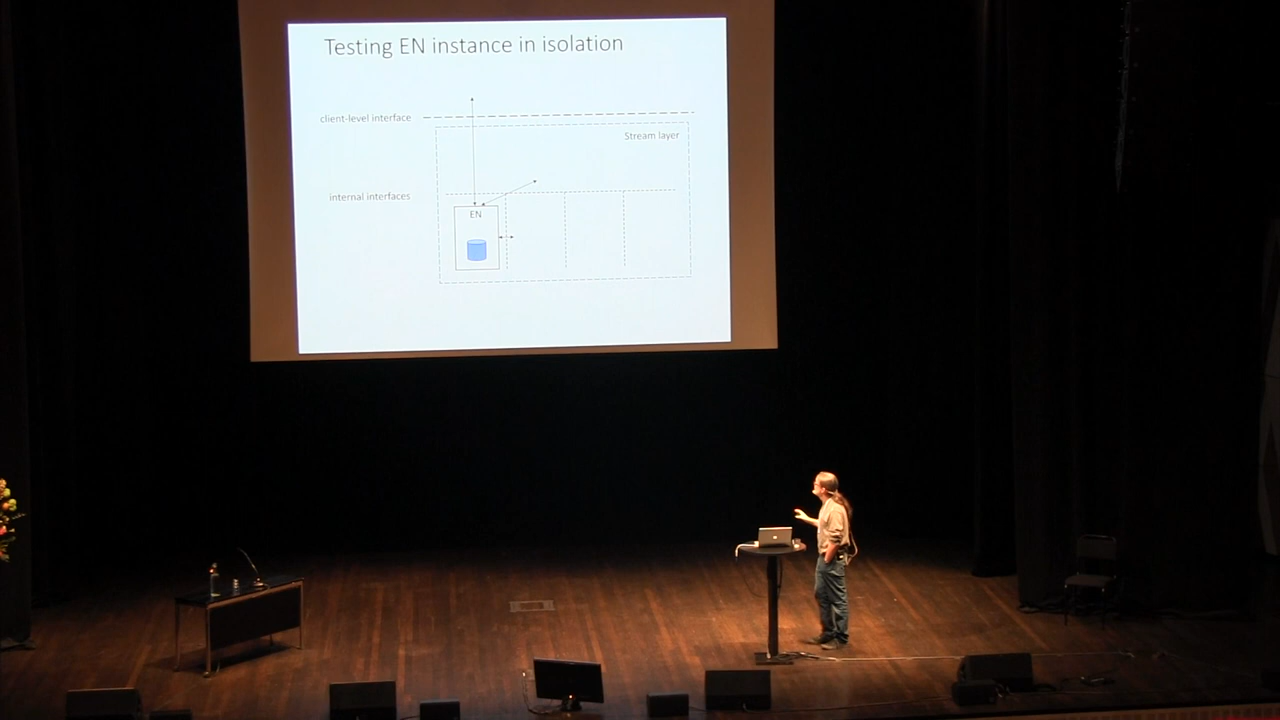 Testing EN instance in isolation
client-level interface
Stream layer
internal interfaces
EN